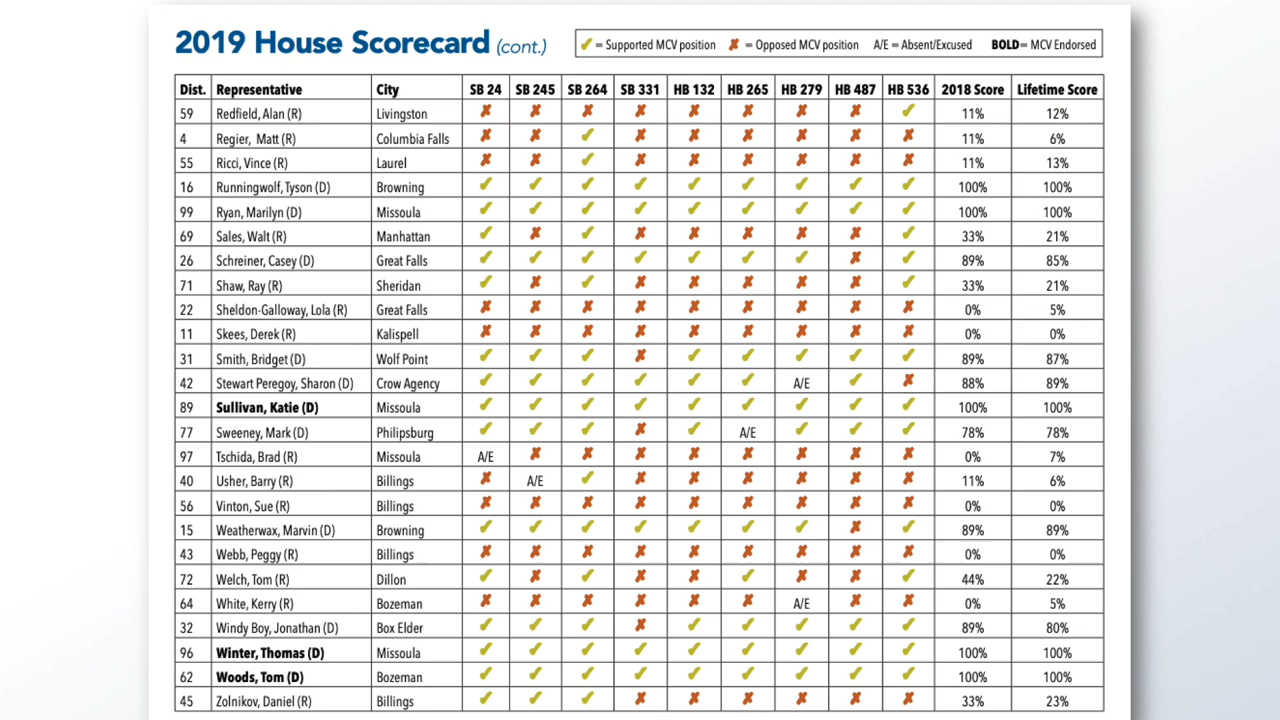 2019 House Scorecard (cont.)
✔ = Supported MCV position ✘ = Opposed MCV position A/E = Absent/Excused BOLD = MCV Endorsed
Dist. Representative City SB 24 SB 245 SB 264 SB 331 HB 132 HB 265 HB 279 HB 487 HB 536 2018 Score Lifetime Score
59 Redfield, Alan (R) Livingston ✘ ✘ ✘ ✘ ✘ ✘ ✘ ✘ ✔ 11% 12%
4 Regier, Matt (R) Columbia Falls ✘ ✘ ✔ ✘ ✘ ✘ ✘ ✘ ✘ 11% 6%
55 Ricci, Vince (R) Laurel ✘ ✘ ✔ ✘ ✘ ✘ ✘ ✘ ✘ 11% 13%
16 Runningwolf, Tyson (D) Browning ✔ ✔ ✔ ✔ ✔ ✔ ✔ ✔ ✔ 100% 100%
99 Ryan, Marilyn (D) Missoula ✔ ✔ ✔ ✔ ✔ ✔ ✔ ✔ ✔ 100% 100%
69 Sales, Walt (R) Manhattan ✔ ✘ ✔ ✘ ✘ ✘ ✘ ✘ ✔ 33% 21%
26 Schreiner, Casey (D) Great Falls ✔ ✔ ✔ ✔ ✔ ✔ ✔ ✘ ✔ 89% 85%
71 Shaw, Ray (R) Sheridan ✔ ✘ ✔ ✘ ✘ ✘ ✘ ✘ ✔ 33% 21%
22 Sheldon-Galloway, Lola (R) Great Falls ✘ ✘ ✘ ✘ ✘ ✘ ✘ ✘ ✘ 0% 5%
11 Skees, Derek (R) Kalispell ✘ ✘ ✘ ✘ ✘ ✘ ✘ ✘ ✘ 0% 0%
31 Smith, Bridget (D) Wolf Point ✔ ✔ ✔ ✘ ✔ ✔ ✔ ✔ ✔ 89% 87%
42 Stewart Peregoy, Sharon (D) Crow Agency ✔ ✔ ✔ ✔ ✔ ✔ A/E ✔ ✘ 88% 89%
89 Sullivan, Katie (D) Missoula ✔ ✔ ✔ ✔ ✔ ✔ ✔ ✔ ✔ 100% 100%
77 Sweeney, Mark (D) Philipsburg ✔ ✔ ✔ ✘ ✔ A/E ✔ ✔ ✔ 78% 78%
97 Tschida, Brad (R) Missoula A/E ✘ ✘ ✘ ✘ ✘ ✘ ✘ ✘ 0% 7%
40 Usher, Barry (R) Billings ✘ A/E ✔ ✘ ✘ ✘ ✘ ✘ ✘ 11% 6%
56 Vinton, Sue (R) Billings ✘ ✘ ✘ ✘ ✘ ✘ ✘ ✘ ✘ 0% 0%
15 Weatherwax, Marvin (D) Browning ✔ ✔ ✔ ✔ ✔ ✔ ✔ ✘ ✔ 89% 89%
43 Webb, Peggy (R) Billings ✘ ✘ ✘ ✘ ✘ ✘ ✘ ✘ ✘ 0% 0%
72 Welch, Tom (R) Dillon ✔ ✘ ✔ ✘ ✘ ✔ ✘ ✘ ✔ 44% 22%
64 White, Kerry (R) Bozeman ✘ ✘ ✘ ✘ ✘ ✘ A/E ✘ ✘ 0% 5%
32 Windy Boy, Jonathan (D) Box Elder ✔ ✔ ✔ ✘ ✔ ✔ ✔ ✔ ✔ 89% 80%
96 Winter, Thomas (D) Missoula ✔ ✔ ✔ ✔ ✔ ✔ ✔ ✔ ✔ 100% 100%
62 Woods, Tom (D) Bozeman ✔ ✔ ✔ ✔ ✔ ✔ ✔ ✔ ✔ 100% 100%
45 Zolnikov, Daniel (R) Billings ✔ ✔ ✔ ✘ ✘ ✘ ✘ ✘ ✘ 33% 23%